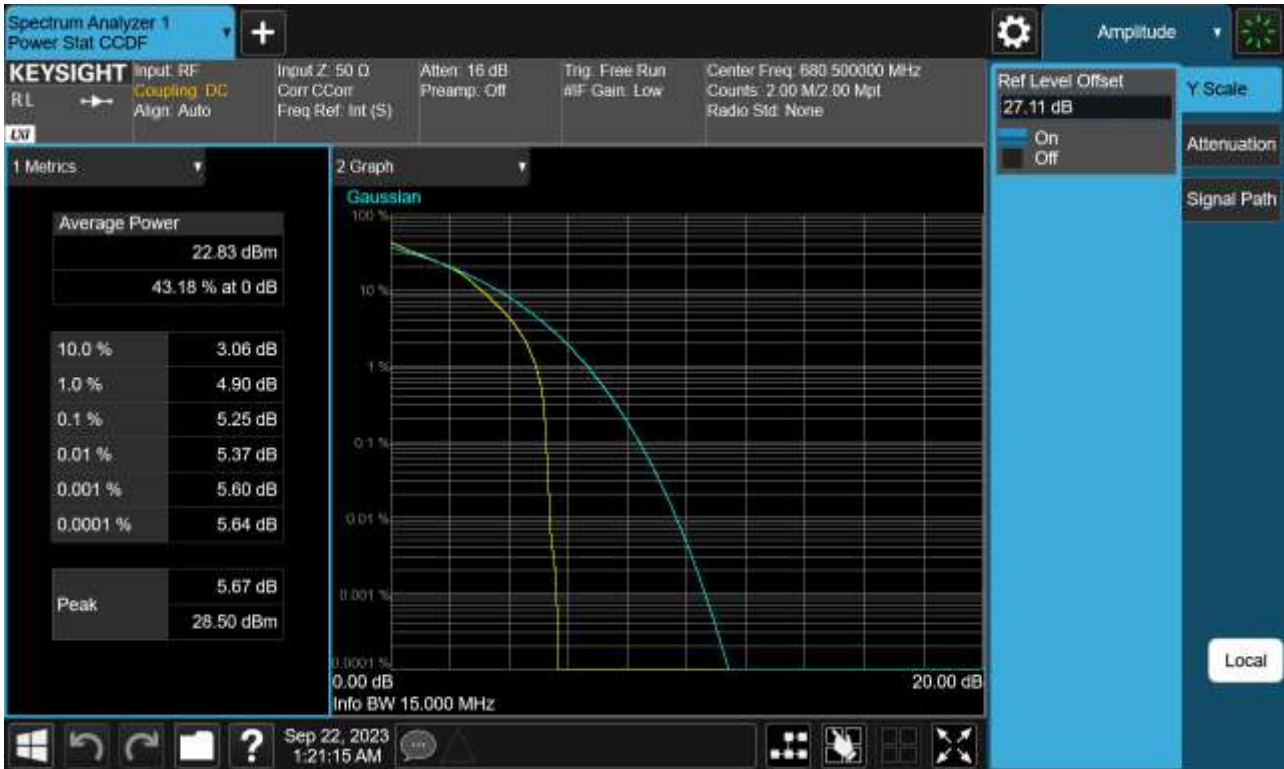 Spectrum Analyzer 1
Power Stat CCDF
Amplitude
KEYSIGHT
RL
LXI
Input: RF
Coupling: DC
Align: Auto
Input Z: 50 Ω
Corr CCorr
Freq Ref: Int (S)
Atten: 16 dB
Preamp: Off
Trig: Free Run
#IF Gain: Low
Center Freq: 680.500000 MHz
Counts: 2.00 M/2.00 Mpt
Radio Std: None
Ref Level Offset
27.11 dB
On
Off
Y Scale
Attenuation
Signal Path
Local
1 Metrics
Average Power
22.83 dBm
43.18 % at 0 dB
10.0 % 3.06 dB
1.0 % 4.90 dB
0.1 % 5.25 dB
0.01 % 5.37 dB
0.001 % 5.60 dB
0.0001 % 5.64 dB
Peak 5.67 dB
28.50 dBm
2 Graph
Gaussian
100 %
10 %
1 %
0.1 %
0.01 %
0.001 %
0.0001 %
0.00 dB 20.00 dB
Info BW 15.000 MHz
?
Sep 22, 2023
1:21:15 AM